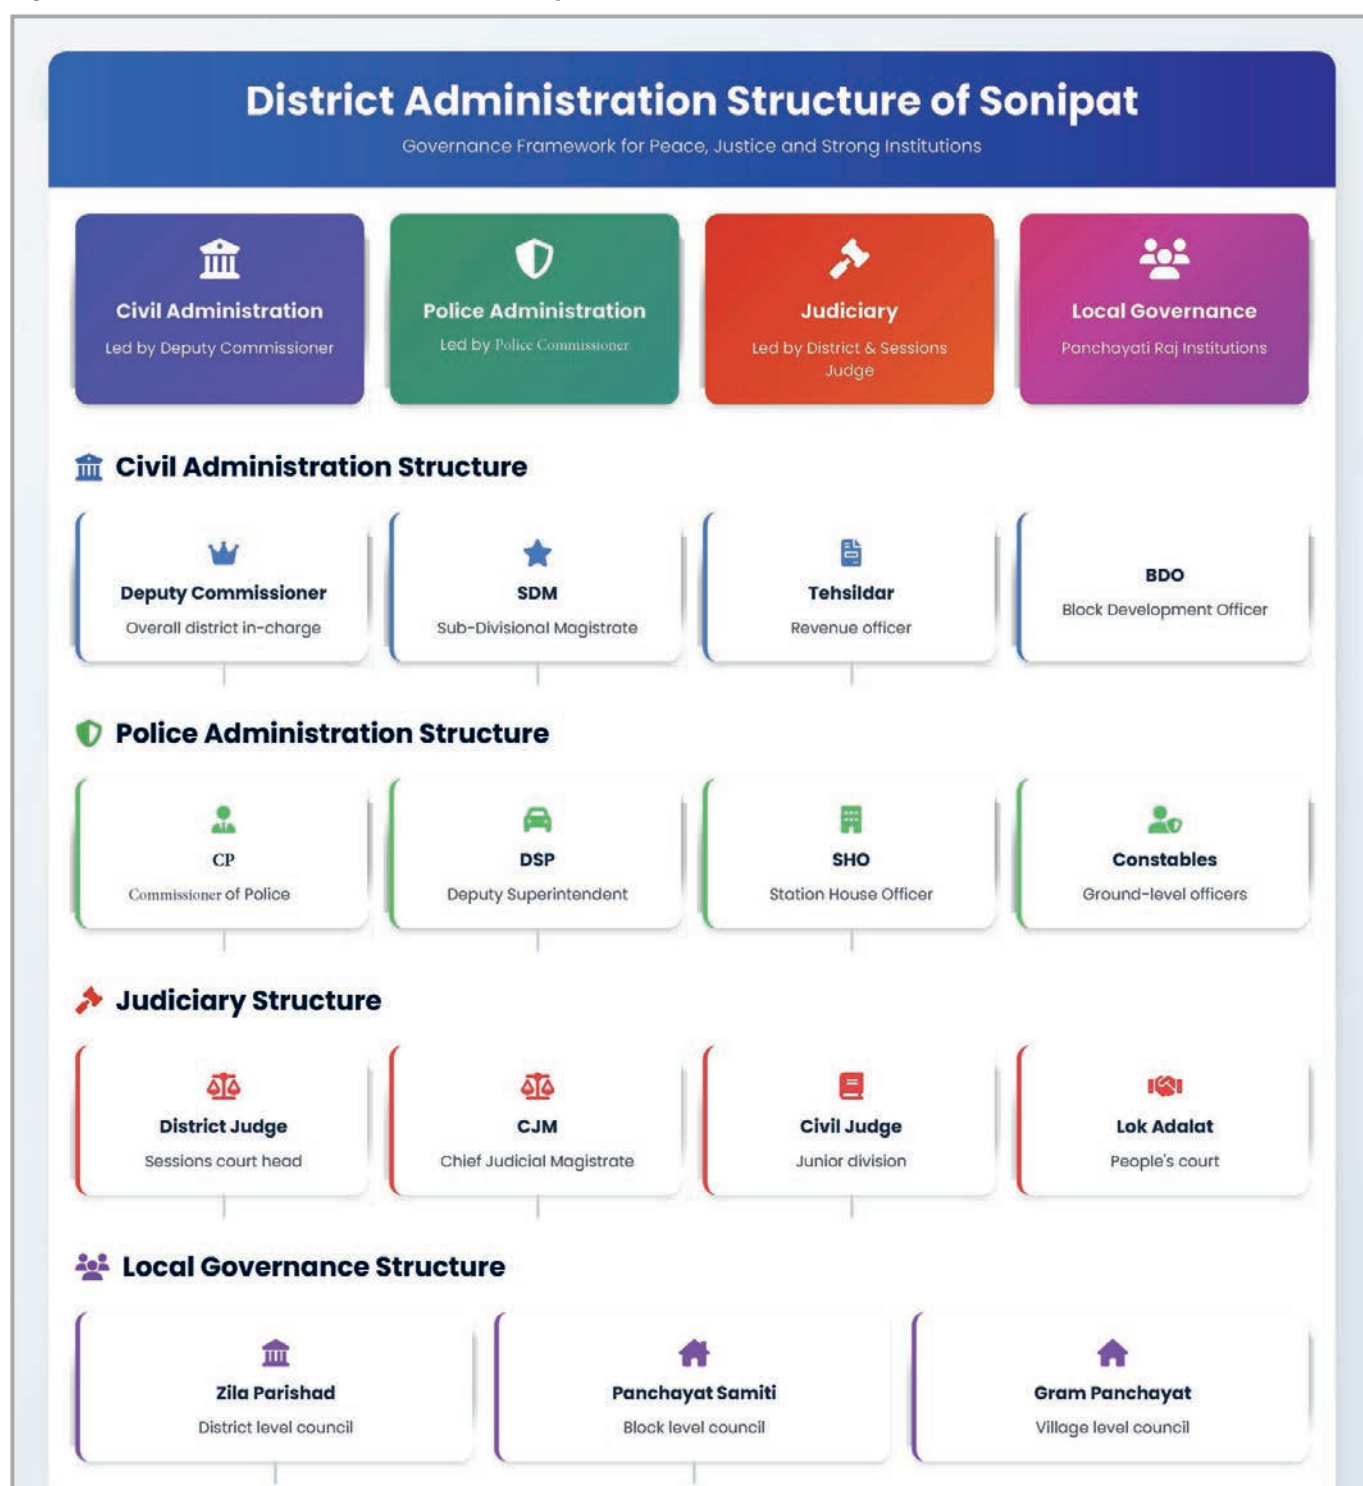 District Administration Structure of Sonipat
Governance Framework for Peace, Justice and Strong Institutions
Civil Administration
Led by Deputy Commissioner
Police Administration
Led by Police Commissioner
Judiciary
Led by District & Sessions
Judge
Local Governance
Panchayati Raj Institutions
Civil Administration Structure
Deputy Commissioner
Overall district in-charge
SDM
Sub-Divisional Magistrate
Tehsildar
Revenue officer
BDO
Block Development Officer
Police Administration Structure
CP
Commissioner of Police
DSP
Deputy Superintendent
SHO
Station House Officer
Constables
Ground-level officers
Judiciary Structure
District Judge
Sessions court head
CJM
Chief Judicial Magistrate
Civil Judge
Junior division
Lok Adalat
People's court
Local Governance Structure
Zila Parishad
District level council
Panchayat Samiti
Block level council
Gram Panchayat
Village level council